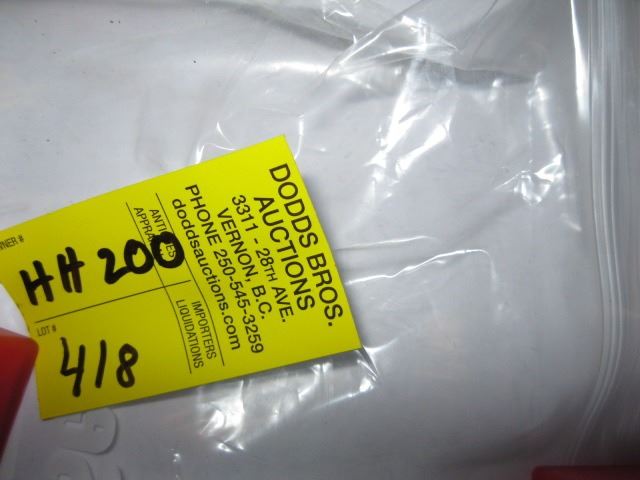 DODDS BROS.
AUCTIONS
3311 - 28TH AVE.
VERNON, B.C.
PHONE 250-545-3259
doddsauctions.com
IMPORTERS
LIQUIDATIONS
HH 200
LOT #
418